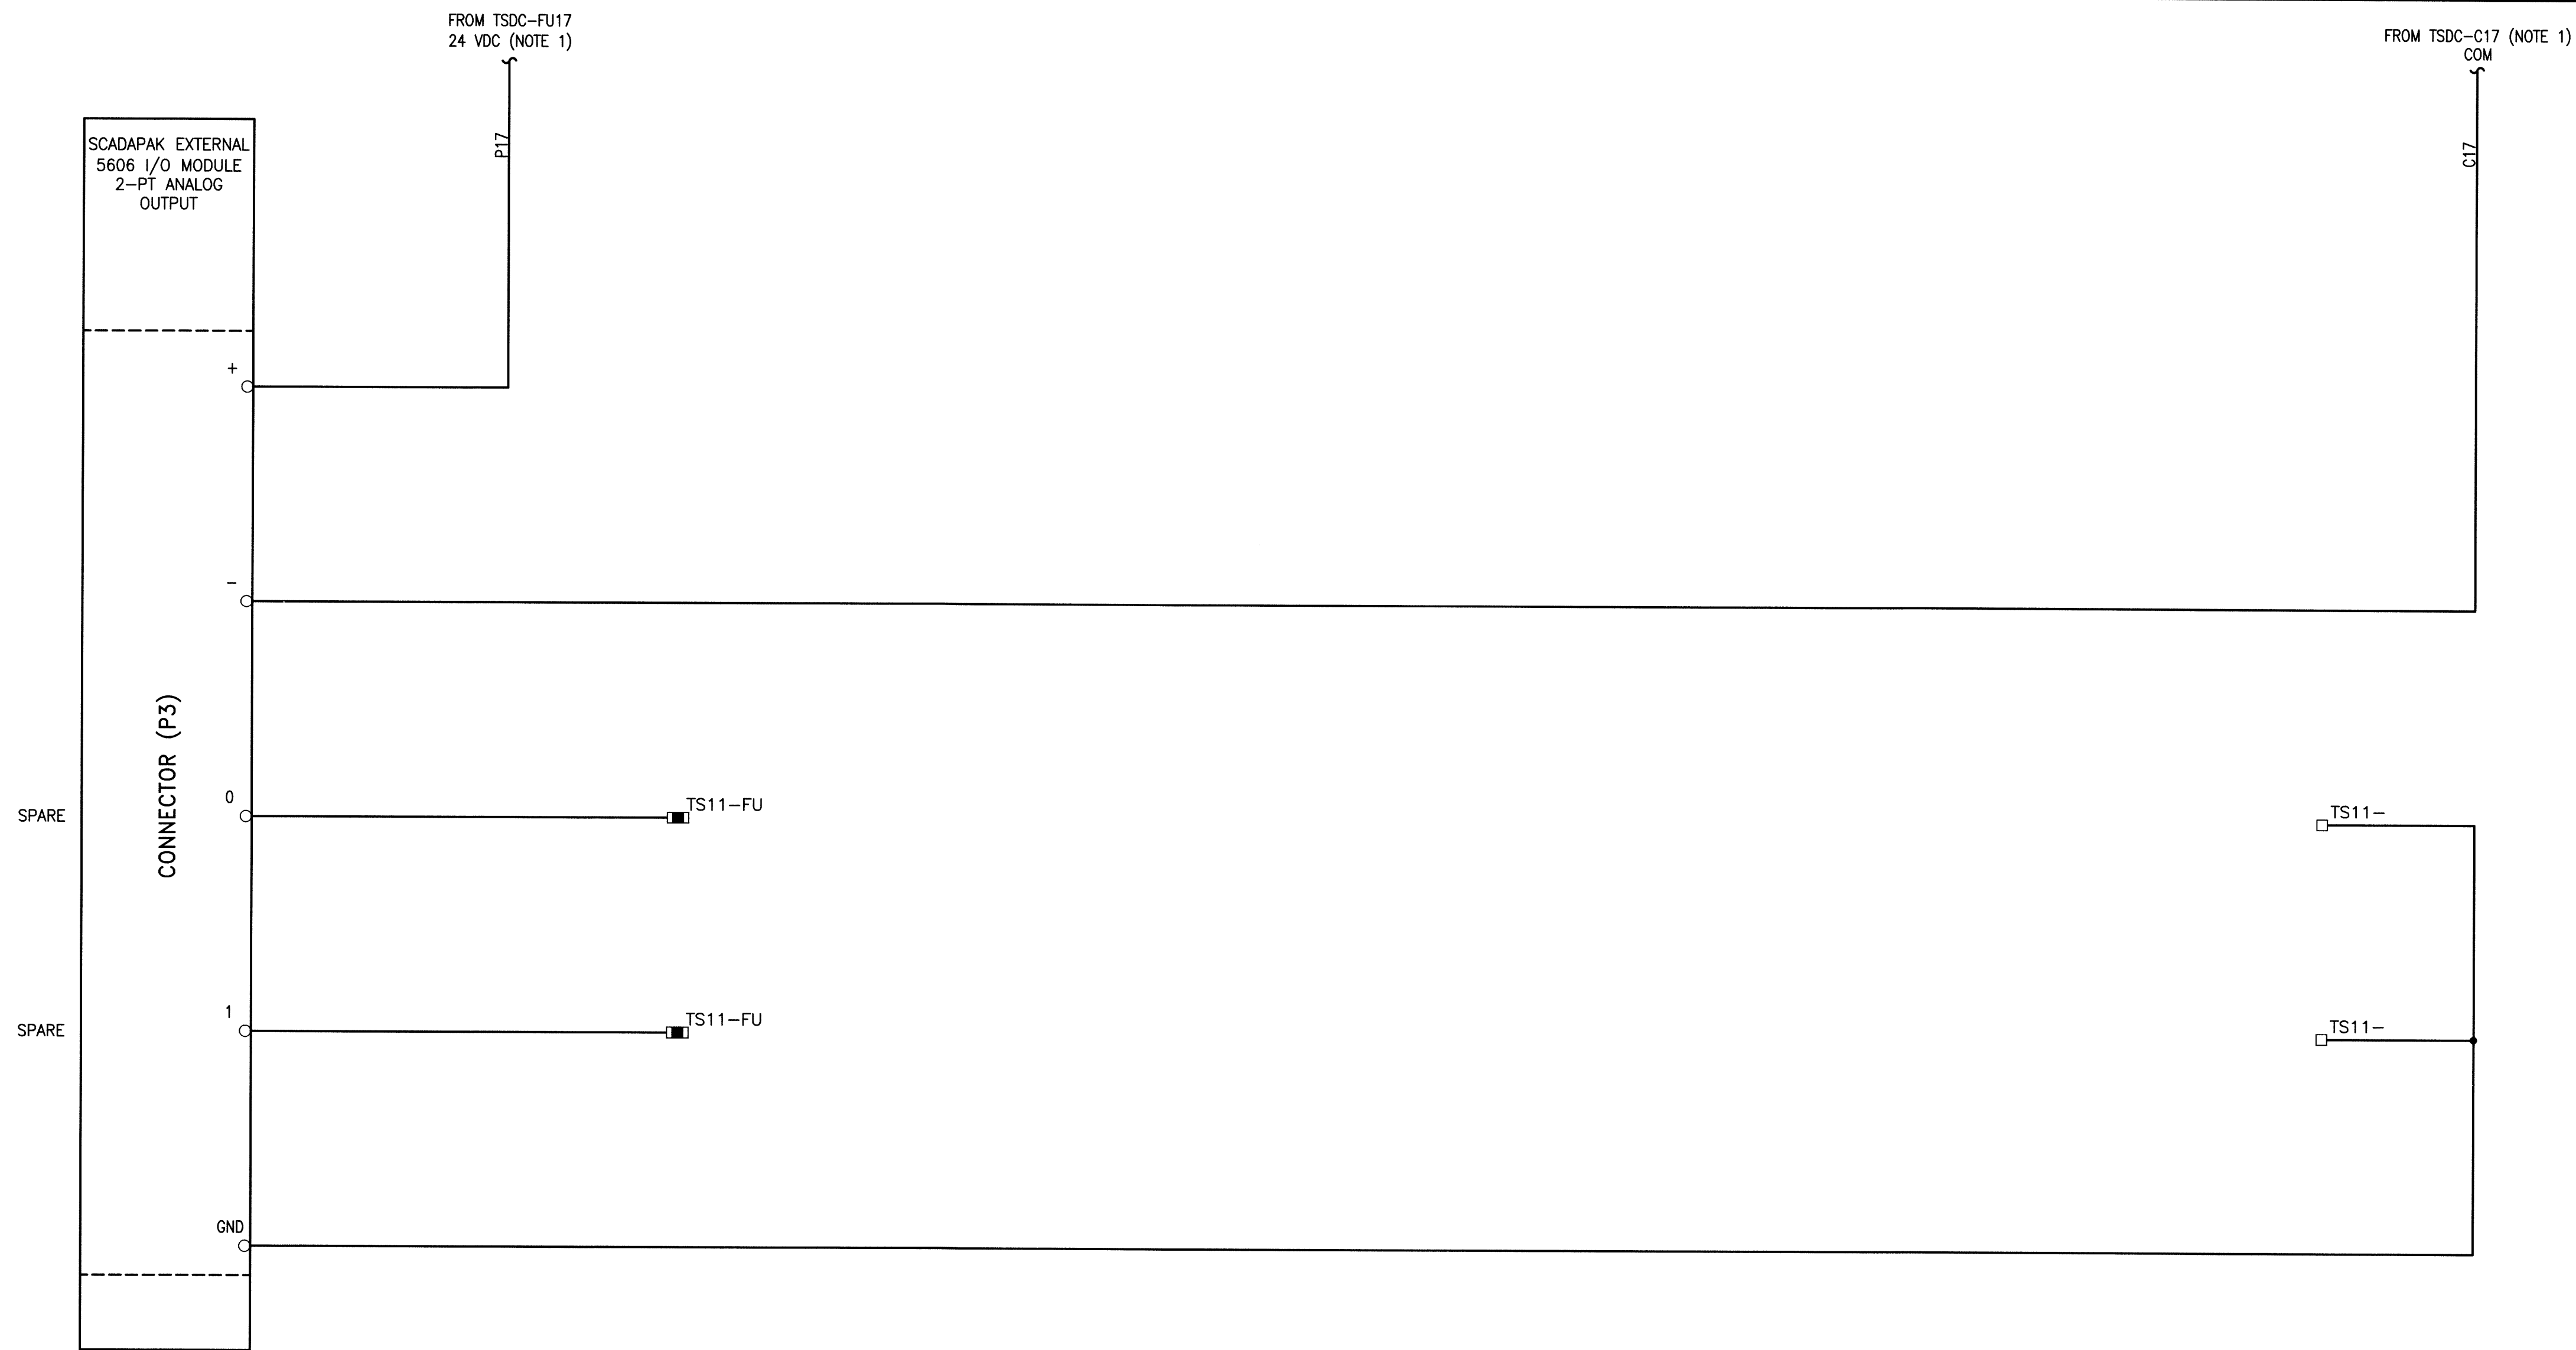 FROM TSDC-FU17
24 VDC (NOTE 1)
FROM TSDC-C17 (NOTE 1)
COM
P17
C17
SCADAPAK EXTERNAL
5606 I/O MODULE
2-PT ANALOG
OUTPUT
+
-
CONNECTOR (P3)
SPARE
0
TS11-FU
TS11-
SPARE
1
TS11-FU
TS11-
GND